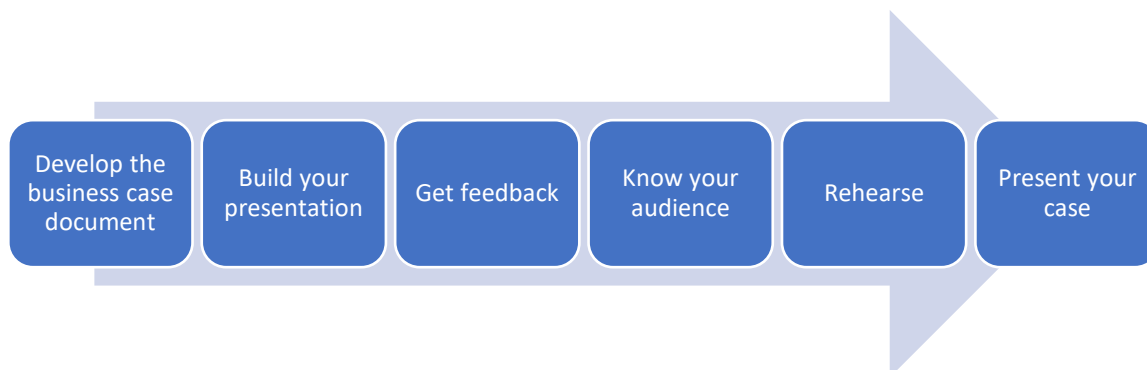 Develop the
business case
document
Build your
presentation
Get feedback
Know your
audience
Rehearse
Present your
case